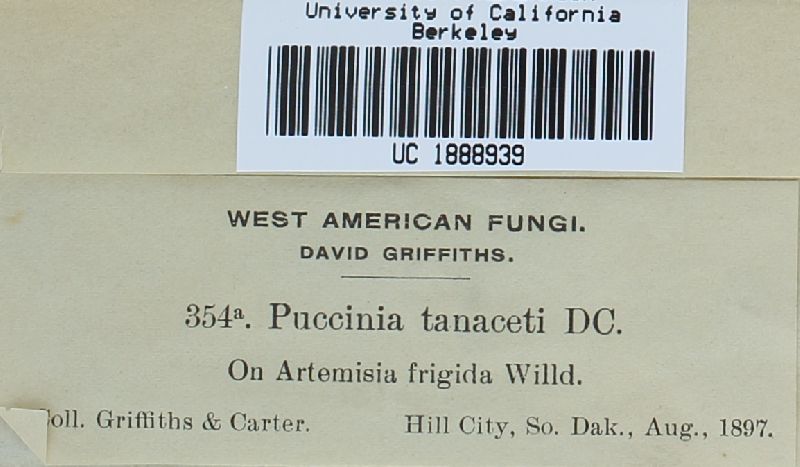 University of California
Berkeley
UC 1888939
WEST AMERICAN FUNGI.
DAVID GRIFFITHS.
354ª. Puccinia tanaceti DC.
On Artemisia frigida Willd.
oll. Griffiths & Carter. Hill City, So. Dak., Aug., 1897.